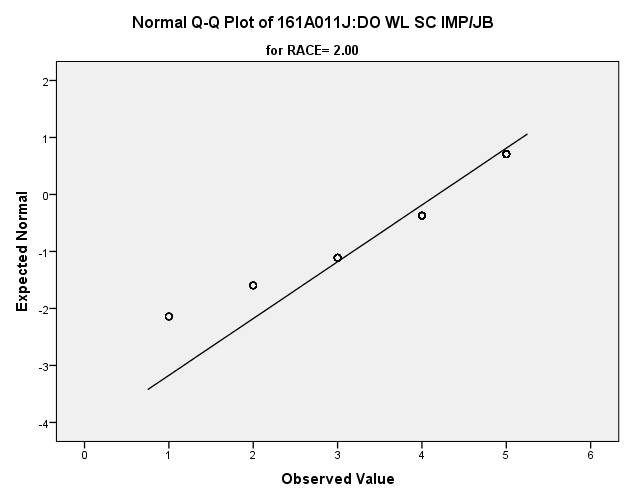 Normal Q-Q Plot of 161A011J:DO WL SC IMP/JB
for RACE= 2.00
2
1
0
-1
-2
-3
-4
Expected Normal
0 1 2 3 4 5 6
Observed Value